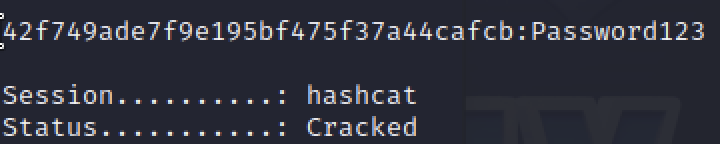 42f749ade7f9e195bf475f37a44cafcb:Password123
Session..........: hashcat
Status...........: Cracked